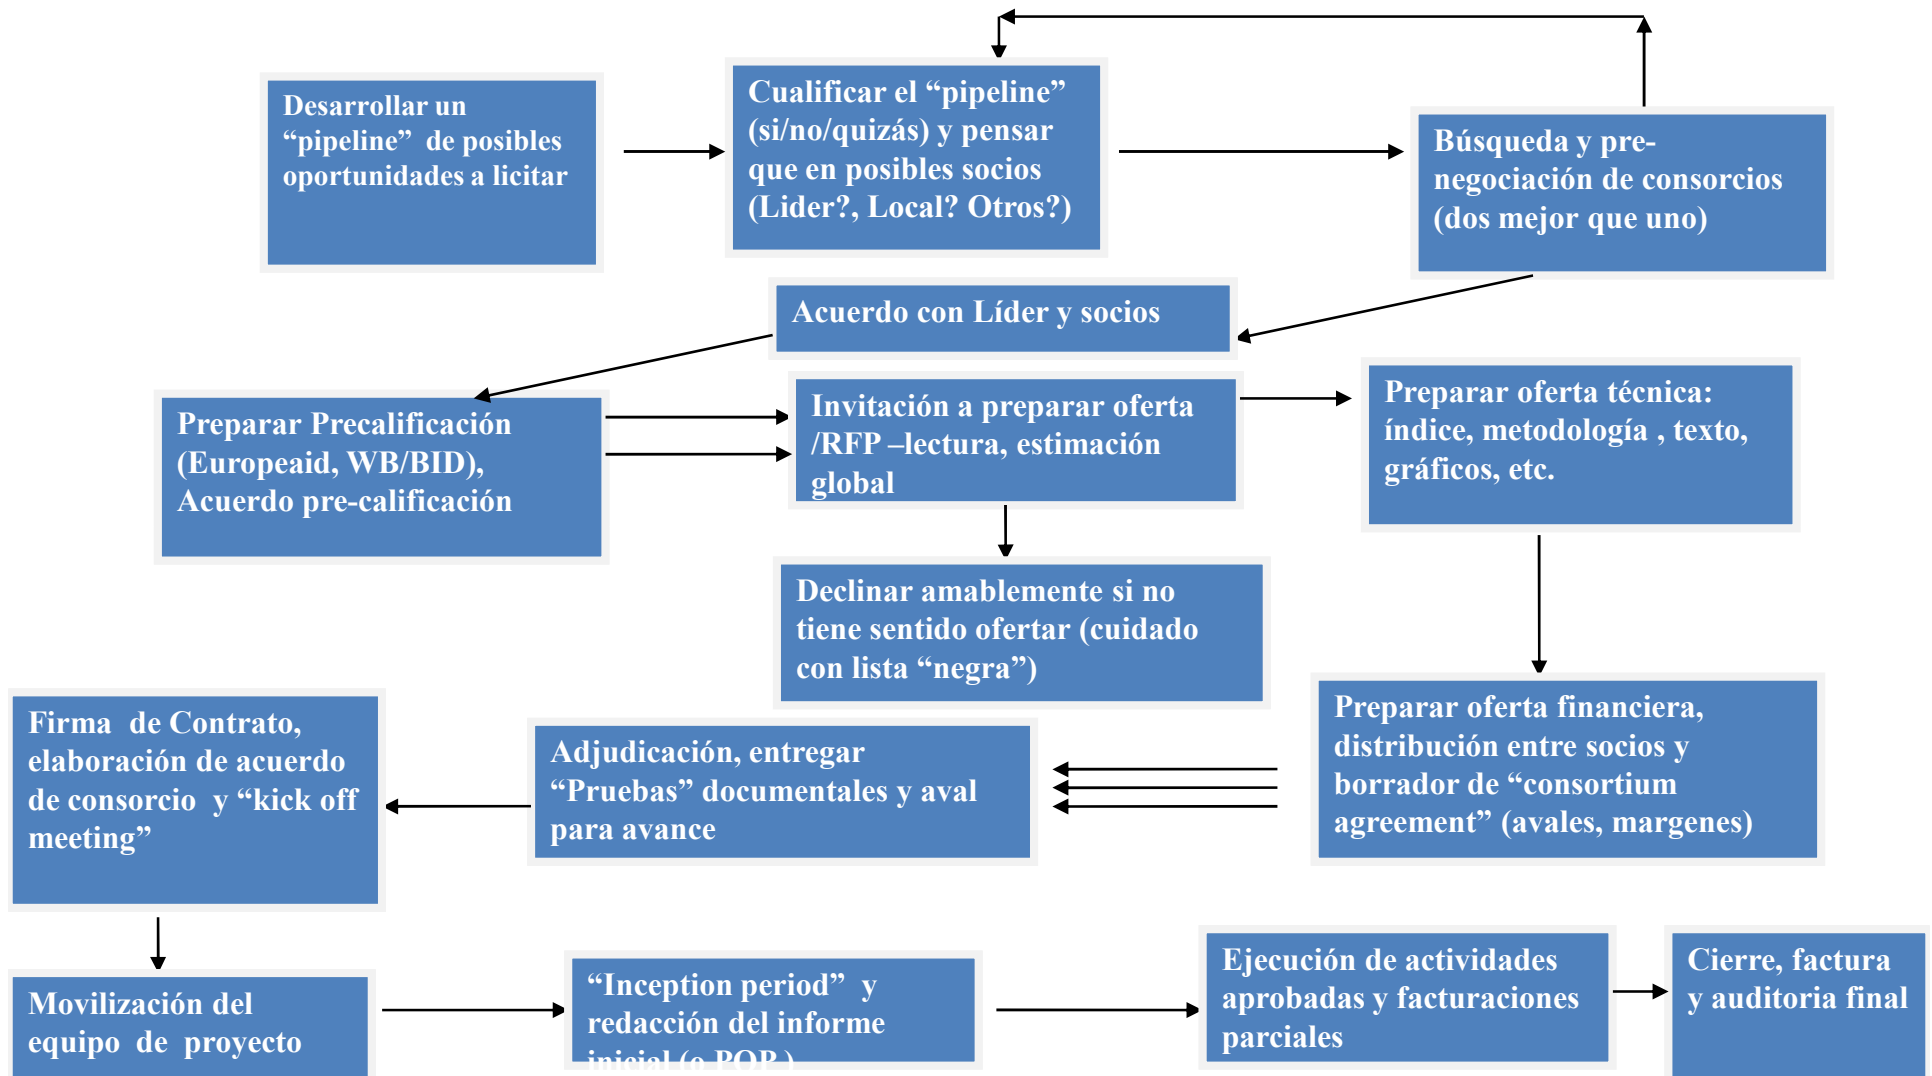 Desarrollar un
“pipeline” de posibles
oportunidades a licitar
Cualificar el “pipeline”
(si/no/quizás) y pensar
que en posibles socios
(Lider?, Local? Otros?)
Búsqueda y pre-
negociación de consorcios
(dos mejor que uno)
Acuerdo con Líder y socios
Preparar Precalificación
(Europeaid, WB/BID),
Acuerdo pre-calificación
Invitación a preparar oferta
/RFP –lectura, estimación
global
Preparar oferta técnica:
índice, metodología , texto,
gráficos, etc.
Declinar amablemente si no
tiene sentido ofertar (cuidado
con lista “negra”)
Preparar oferta financiera,
distribución entre socios y
borrador de “consortium
agreement” (avales, margenes)
Adjudicación, entregar
“Pruebas” documentales y aval
para avance
Firma de Contrato,
elaboración de acuerdo
de consorcio y “kick off
meeting”
Movilización del
equipo de proyecto
“Inception period” y
redacción del informe
inicial (o POP )
Ejecución de actividades
aprobadas y facturaciones
parciales
Cierre, factura
y auditoria final